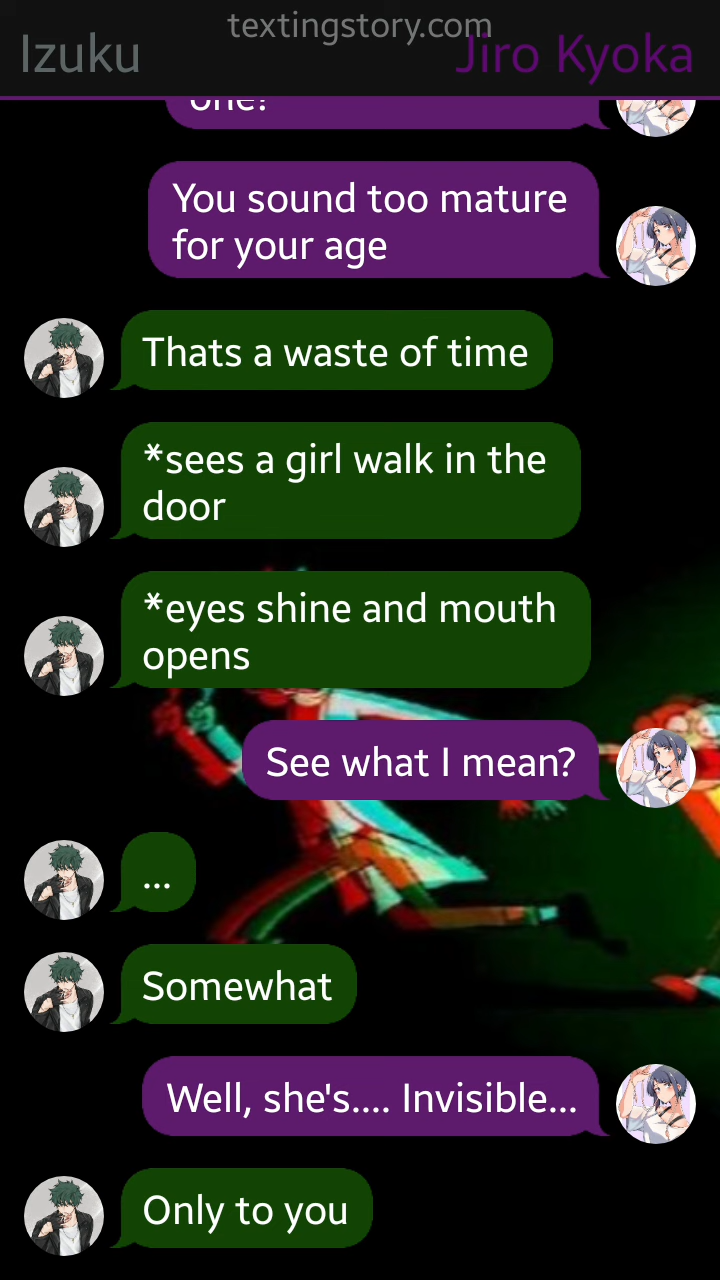 textingstory.com
Izuku
Jiro Kyoka
one?
You sound too mature
for your age
Thats a waste of time
*sees a girl walk in the
door
*eyes shine and mouth
opens
See what I mean?
...
Somewhat
Well, she's.... Invisible...
Only to you